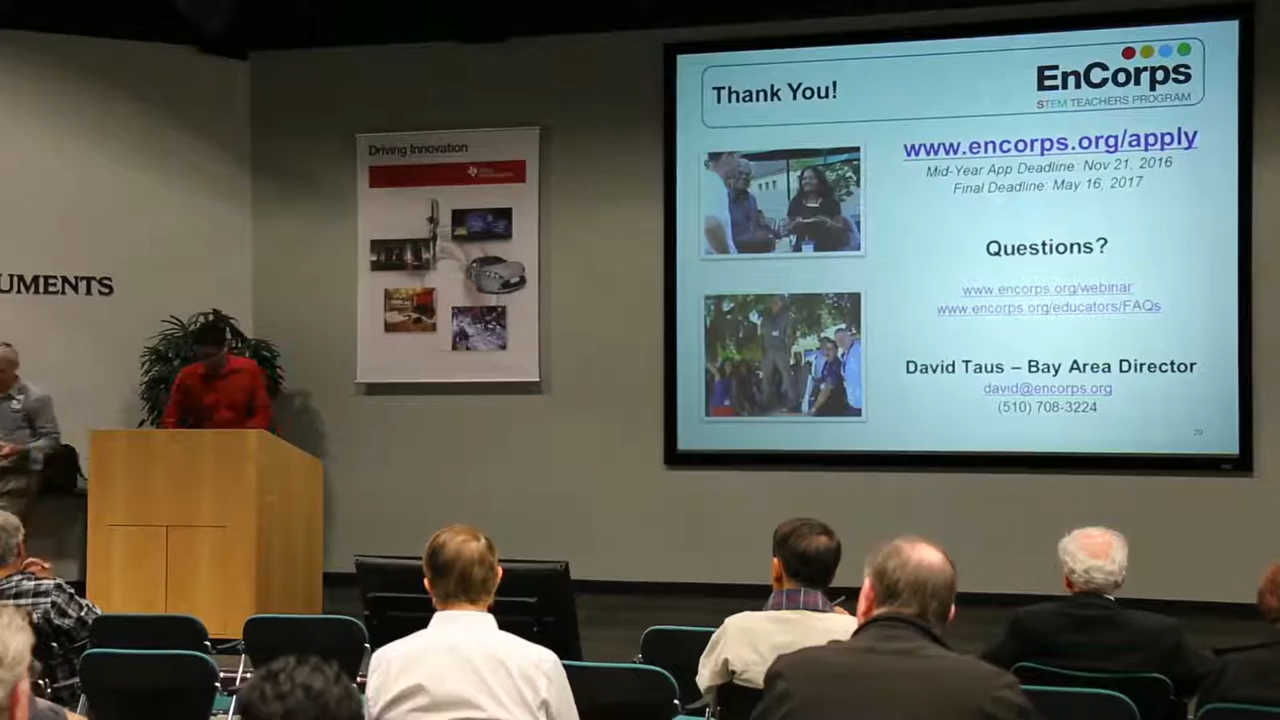 Thank You!
EnCorps
STEM TEACHERS PROGRAM
www.encorps.org/apply
Mid-Year App Deadline: Nov 21, 2016
Final Deadline: May 16, 2017
Questions?
www.encorps.org/webinar
www.encorps.org/educators/FAQs
David Taus – Bay Area Director
david@encorps.org
(510) 708-3224
29
Driving Innovation
UMENTS